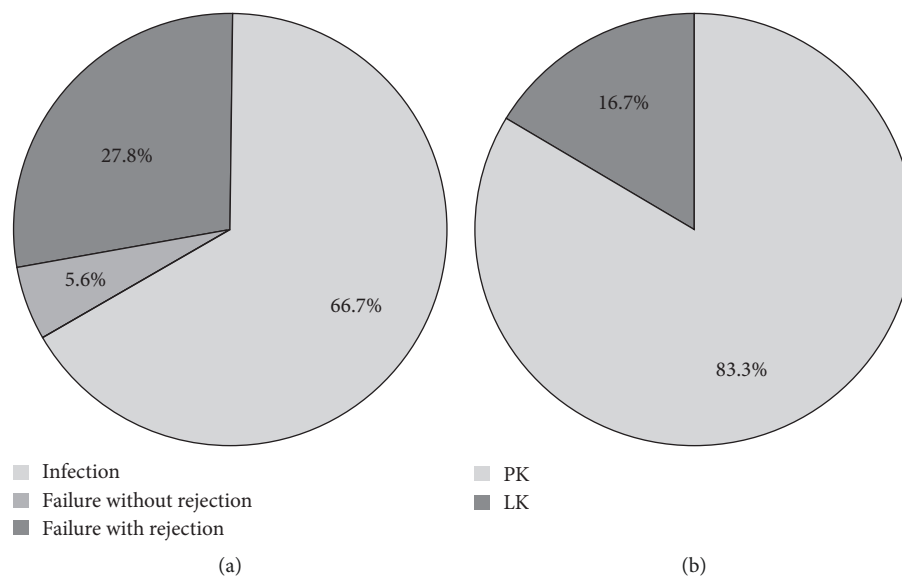 27.8%
5.6%
66.7%
Infection
Failure without rejection
Failure with rejection
(a)
16.7%
83.3%
PK
LK
(b)